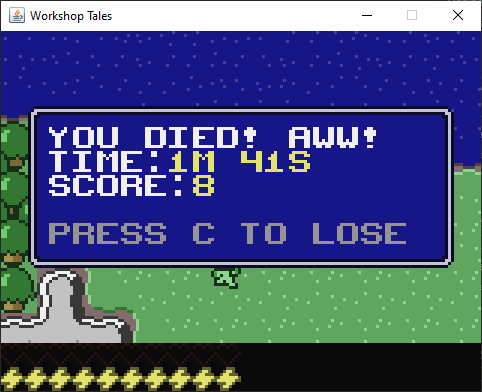 Workshop Tales
YOU DIED! AWW!
TIME:1M 41S
SCORE:8
PRESS C TO LOSE